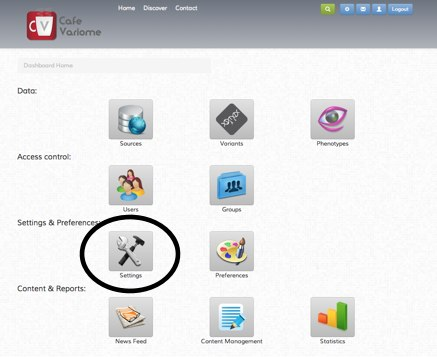 Home Discover Contact
Logout
CV
Cafe
Variome
Dashboard Home
Data:
Sources Variants Phenotypes
Access control:
Users Groups
Settings & Preferences:
Settings Preferences
Content & Reports:
News Feed Content Management Statistics